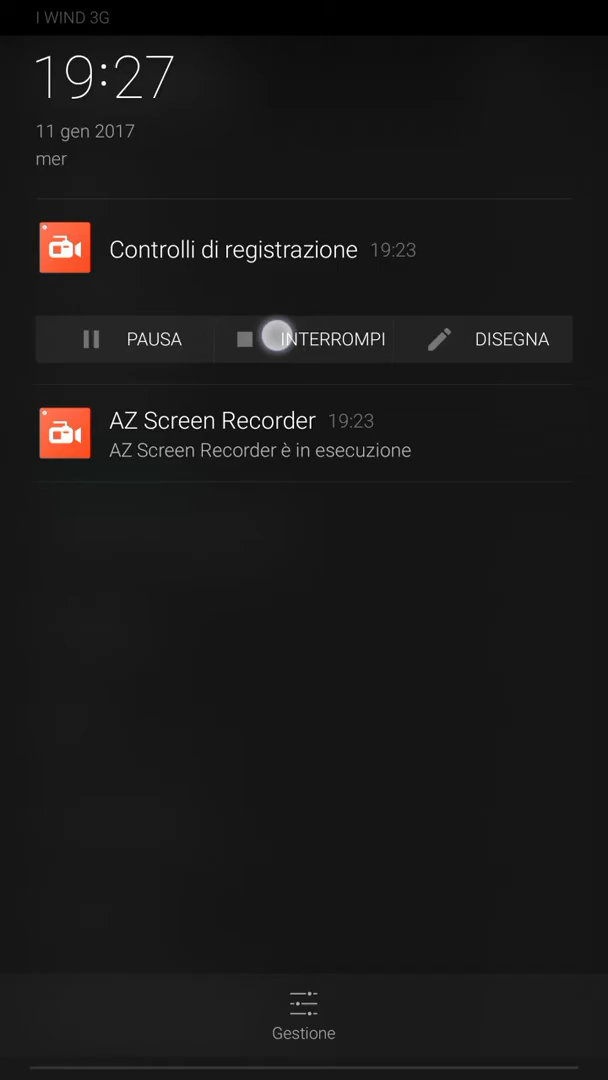 I WIND 3G
19:27
11 gen 2017
mer
Controlli di registrazione 19:23
PAUSA INTERROMPI DISEGNA
AZ Screen Recorder 19:23
AZ Screen Recorder è in esecuzione
Gestione